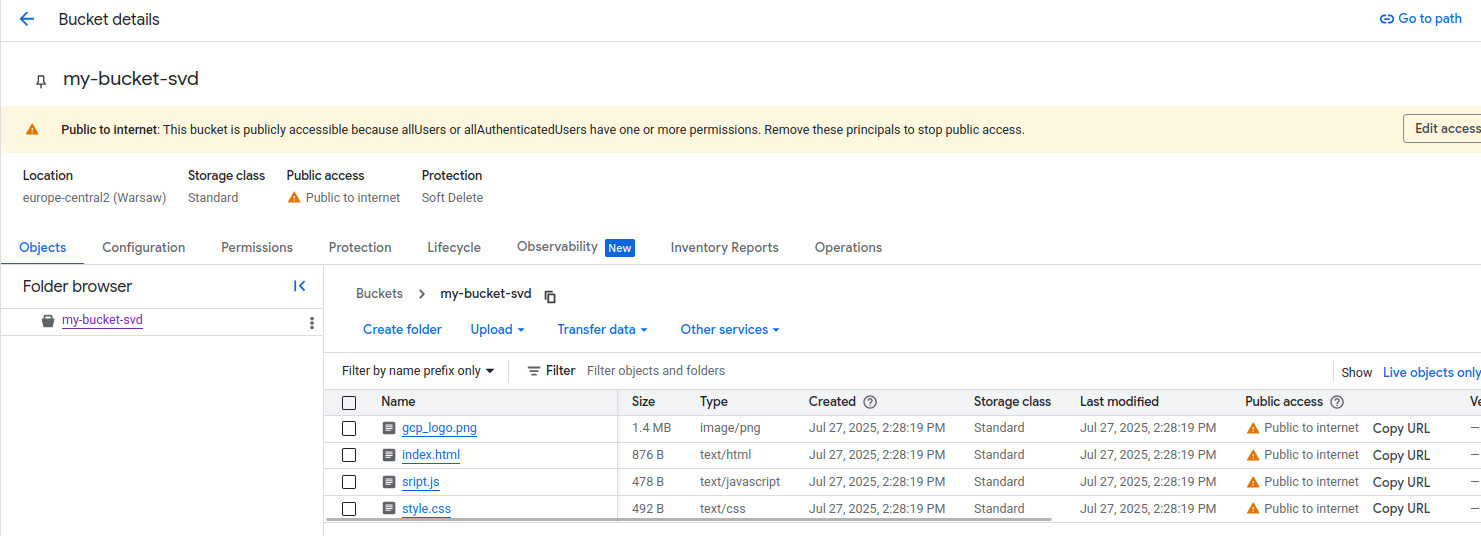 Bucket details
Go to path
my-bucket-svd
Public to internet: This bucket is publicly accessible because allUsers or allAuthenticatedUsers have one or more permissions. Remove these principals to stop public access.
Edit access
Location Storage class Public access Protection
europe-central2 (Warsaw) Standard Public to internet Soft Delete
Objects Configuration Permissions Protection Lifecycle Observability New Inventory Reports Operations
Folder browser
my-bucket-svd
Buckets > my-bucket-svd
Create folder Upload Transfer data Other services
Filter by name prefix only Filter Filter objects and folders Show Live objects only
Name Size Type Created Storage class Last modified Public access Ve
gcp_logo.png 1.4 MB image/png Jul 27, 2025, 2:28:19 PM Standard Jul 27, 2025, 2:28:19 PM Public to internet Copy URL —
index.html 876 B text/html Jul 27, 2025, 2:28:19 PM Standard Jul 27, 2025, 2:28:19 PM Public to internet Copy URL —
sript.js 478 B text/javascript Jul 27, 2025, 2:28:19 PM Standard Jul 27, 2025, 2:28:19 PM Public to internet Copy URL —
style.css 492 B text/css Jul 27, 2025, 2:28:19 PM Standard Jul 27, 2025, 2:28:19 PM Public to internet Copy URL —